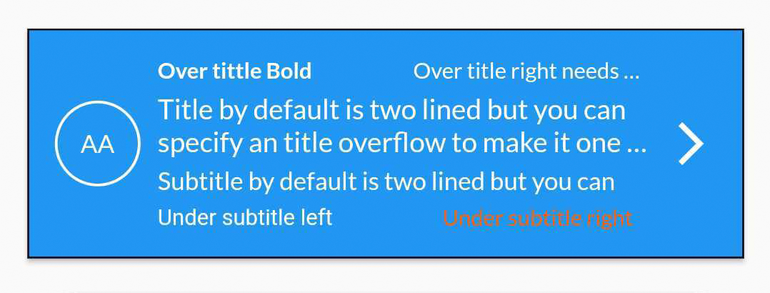 Over tittle Bold Over title right needs ...
AA
Title by default is two lined but you can
specify an title overflow to make it one ...
Subtitle by default is two lined but you can
Under subtitle left Under subtitle right